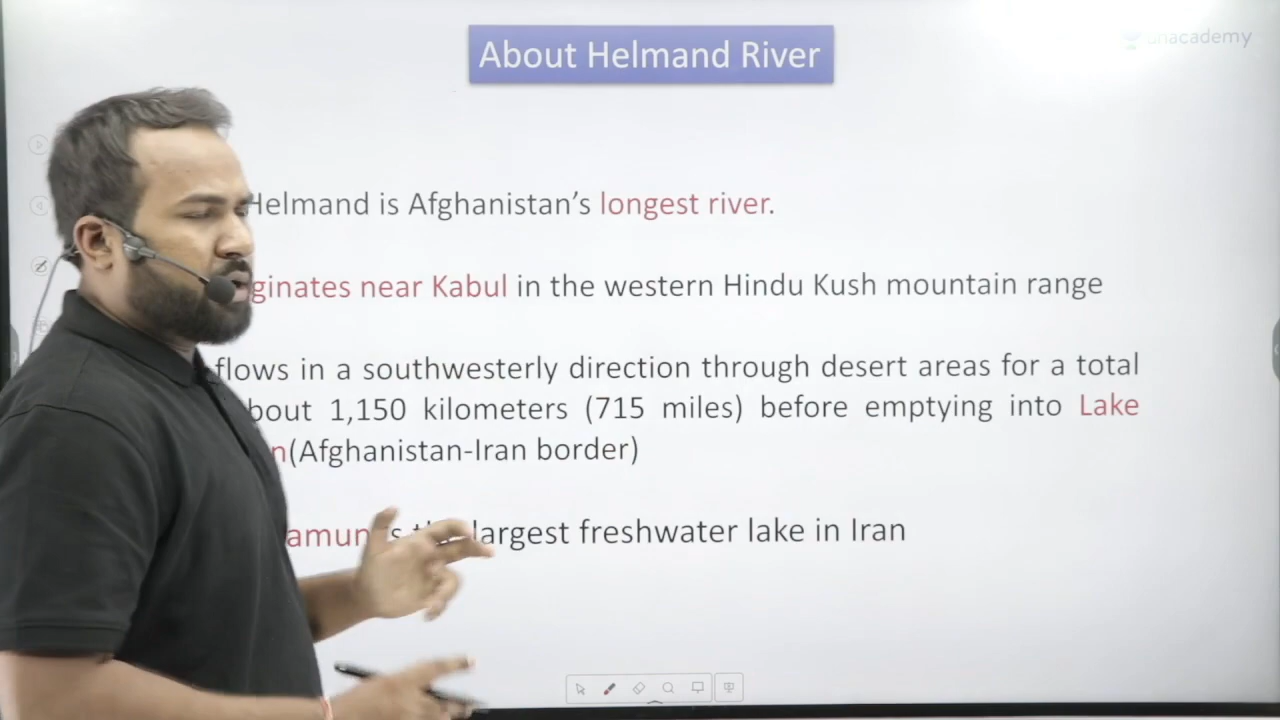 About Helmand River
unacademy
Helmand is Afghanistan’s longest river.
ginates near Kabul in the western Hindu Kush mountain range
flows in a southwesterly direction through desert areas for a total
bout 1,150 kilometers (715 miles) before emptying into Lake
n(Afghanistan-Iran border)
amun largest freshwater lake in Iran